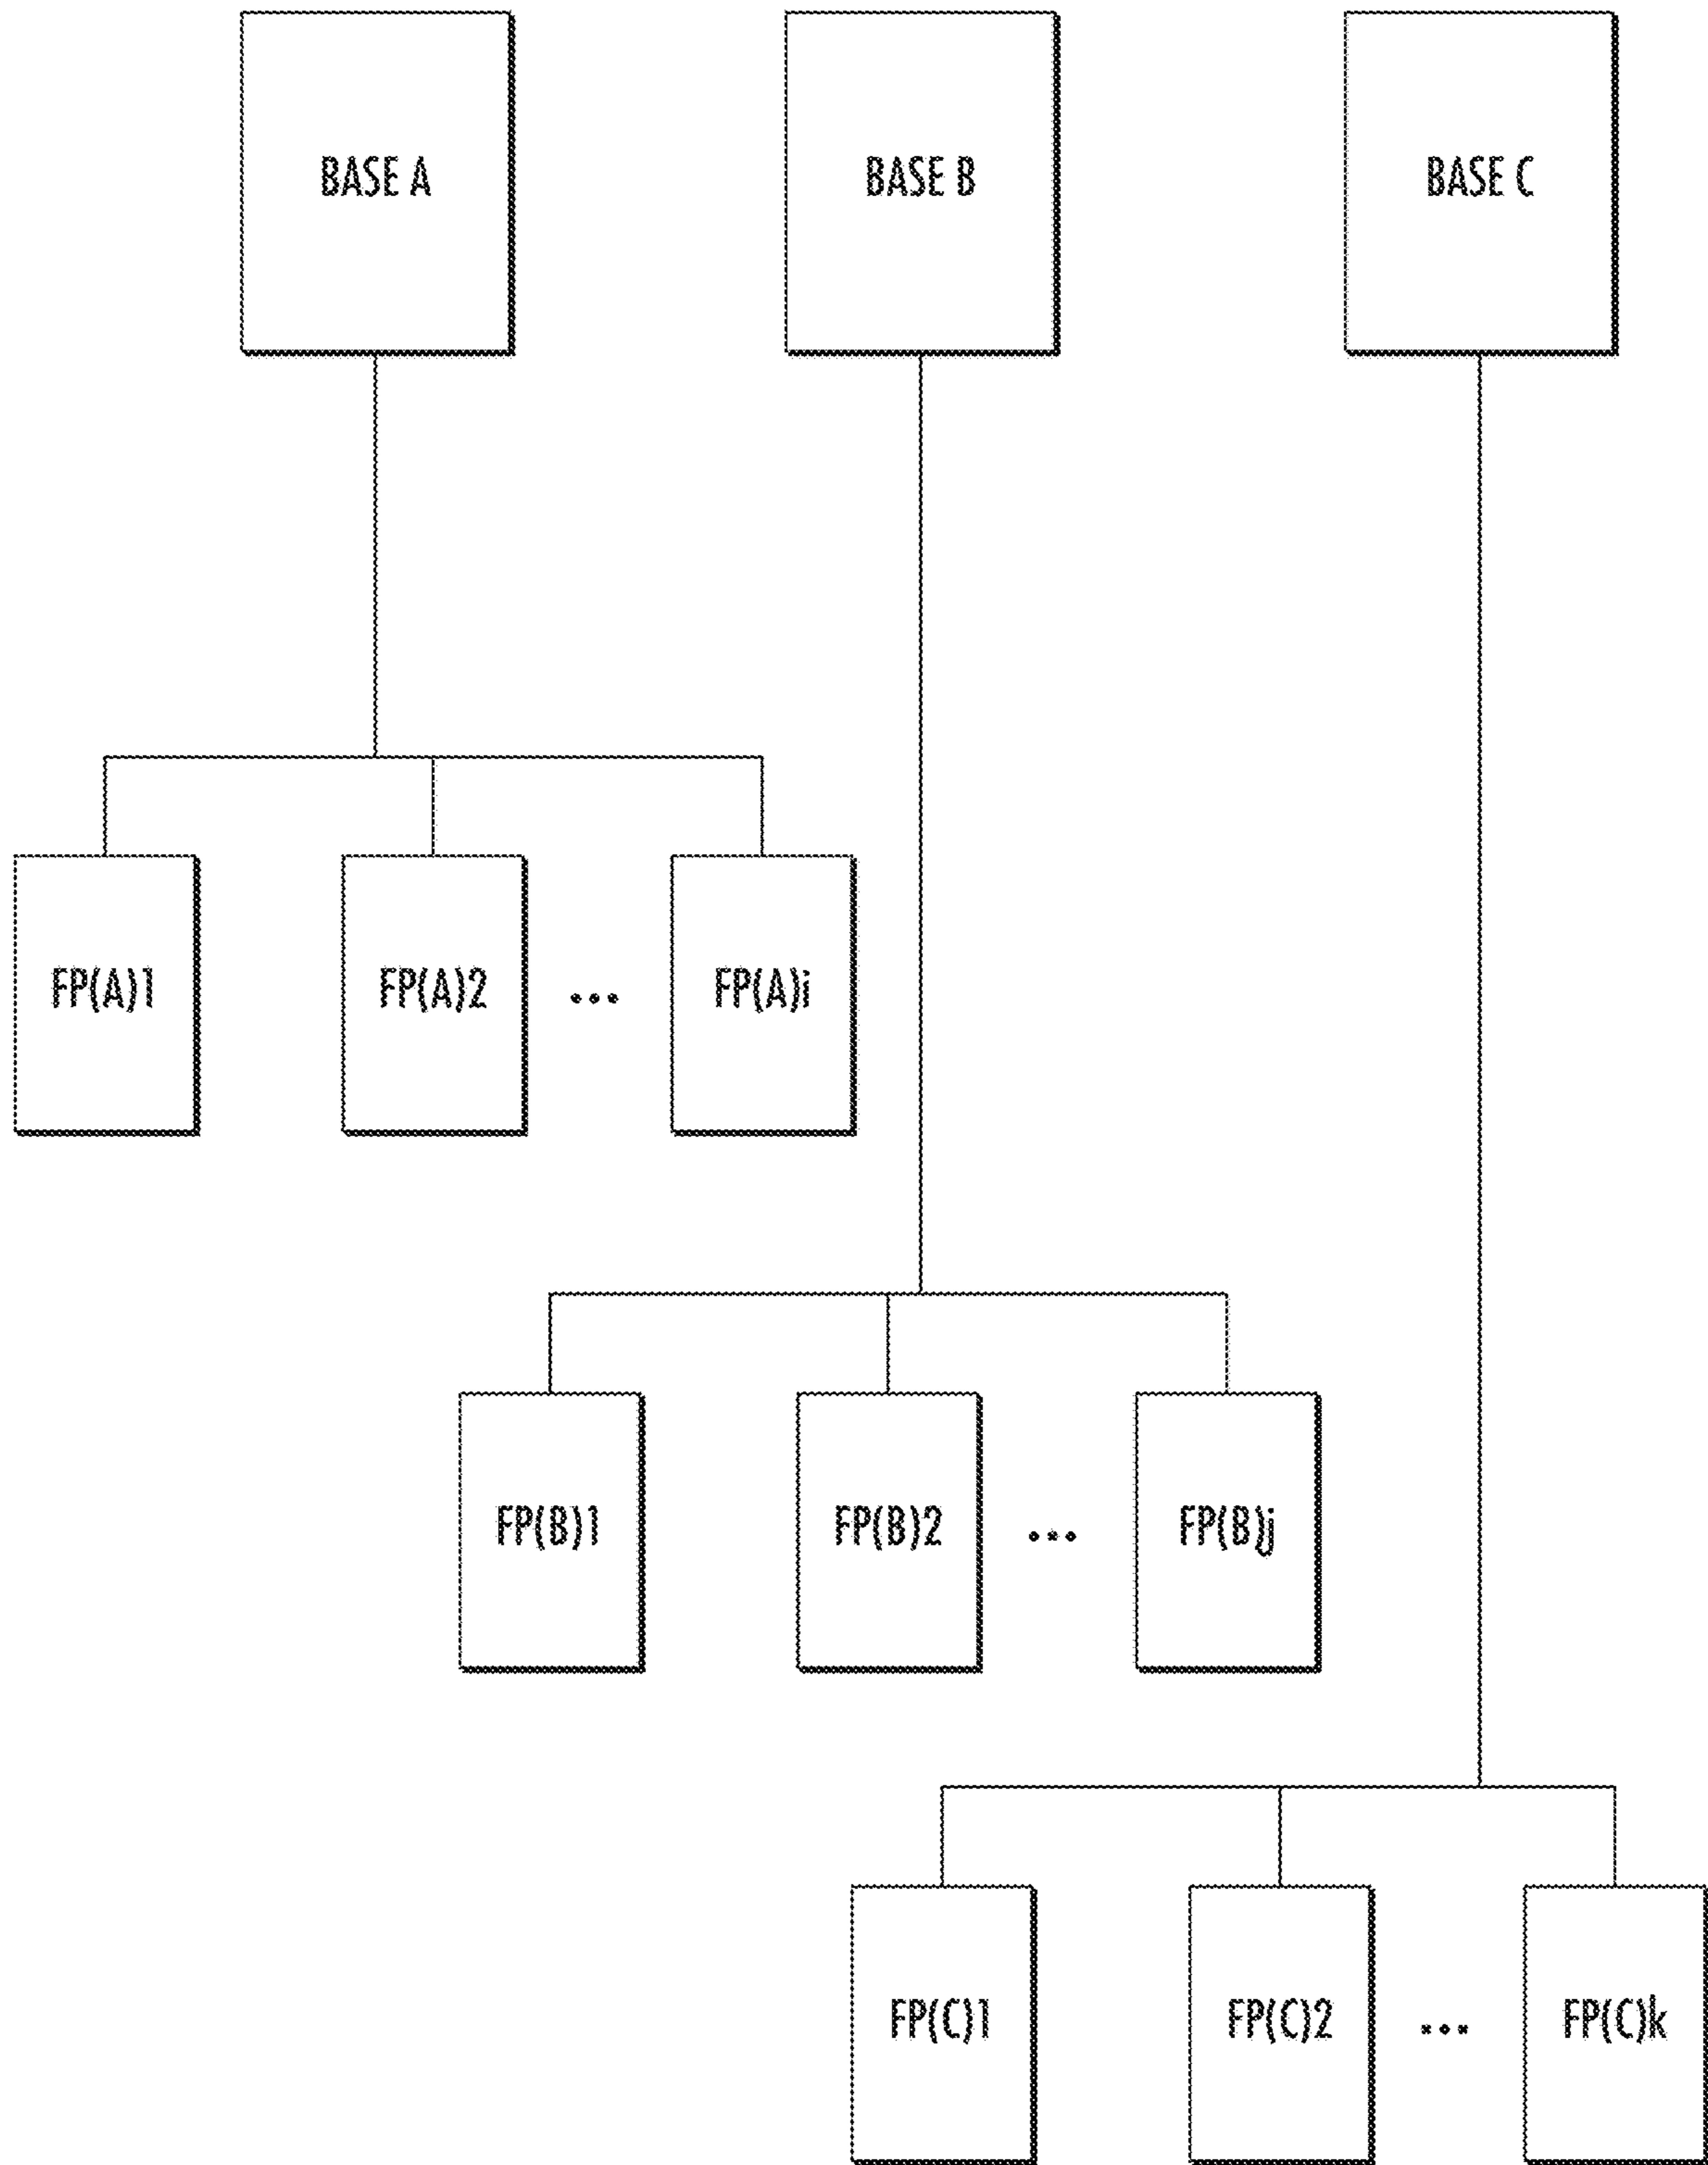 BASE A
BASE B
BASE C
FP(A)1
FP(A)2
...
FP(A)i
FP(B)1
FP(B)2
...
FP(B)j
FP(C)1
FP(C)2
...
FP(C)k